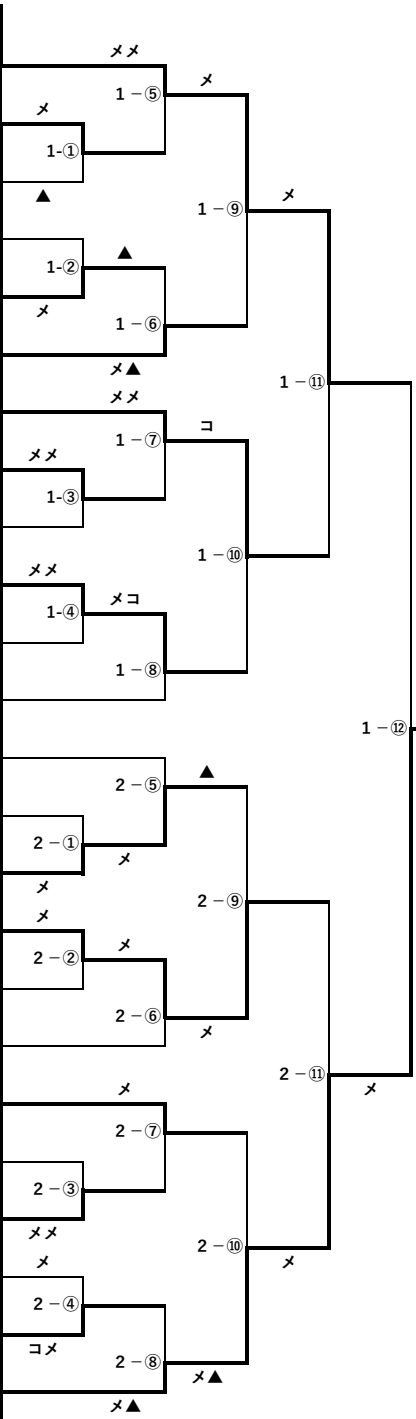 メメ
メ
1－⑤
メ
1-①
▲
メ
1－⑨
▲
1-②
メ
1－⑥
メ▲
1－⑪
メメ
コ
1－⑦
メメ
1-③
1－⑩
メメ
メコ
1-④
1－⑧
1－⑫
▲
2－⑤
2－①
メ
メ
2－⑨
メ
メ
2－②
2－⑥
メ
2－⑪
メ
メ
2－⑦
2－③
メメ
2－⑩
メ
メ
2－④
コメ
2－⑧
メ▲
メ▲